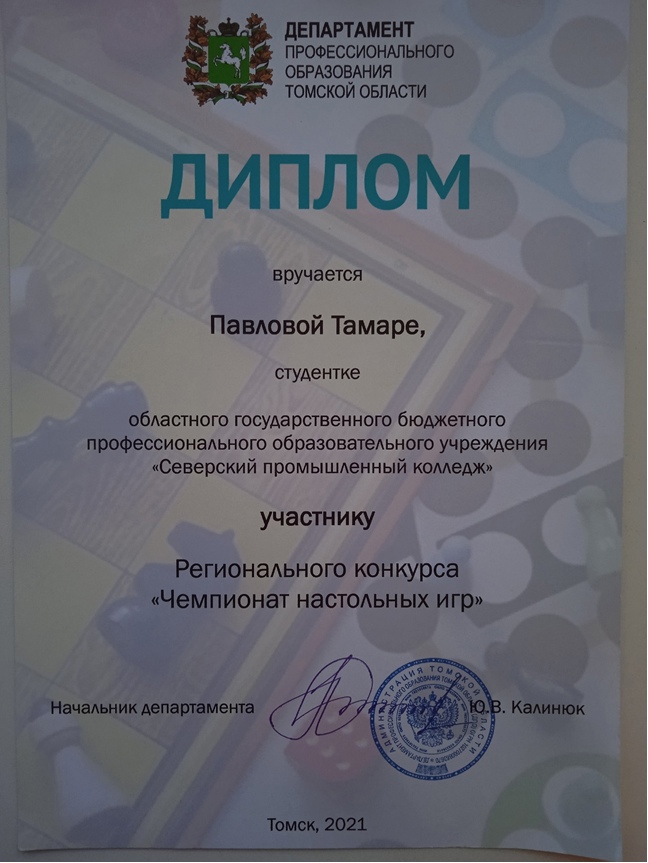 ДЕПАРТАМЕНТ
ПРОФЕССИОНАЛЬНОГО
ОБРАЗОВАНИЯ
ТОМСКОЙ ОБЛАСТИ
ДИПЛОМ
вручается
Павловой Тамаре,
студентке
областного государственного бюджетного
профессионального образовательного учреждения
«Северский промышленный колледж»
участнику
Регионального конкурса
«Чемпионат настольных игр»
Начальник департамента Ю.В. Калинюк
АДМИНИСТРАЦИЯ ТОМСКОЙ ОБЛАСТИ
Томск, 2021